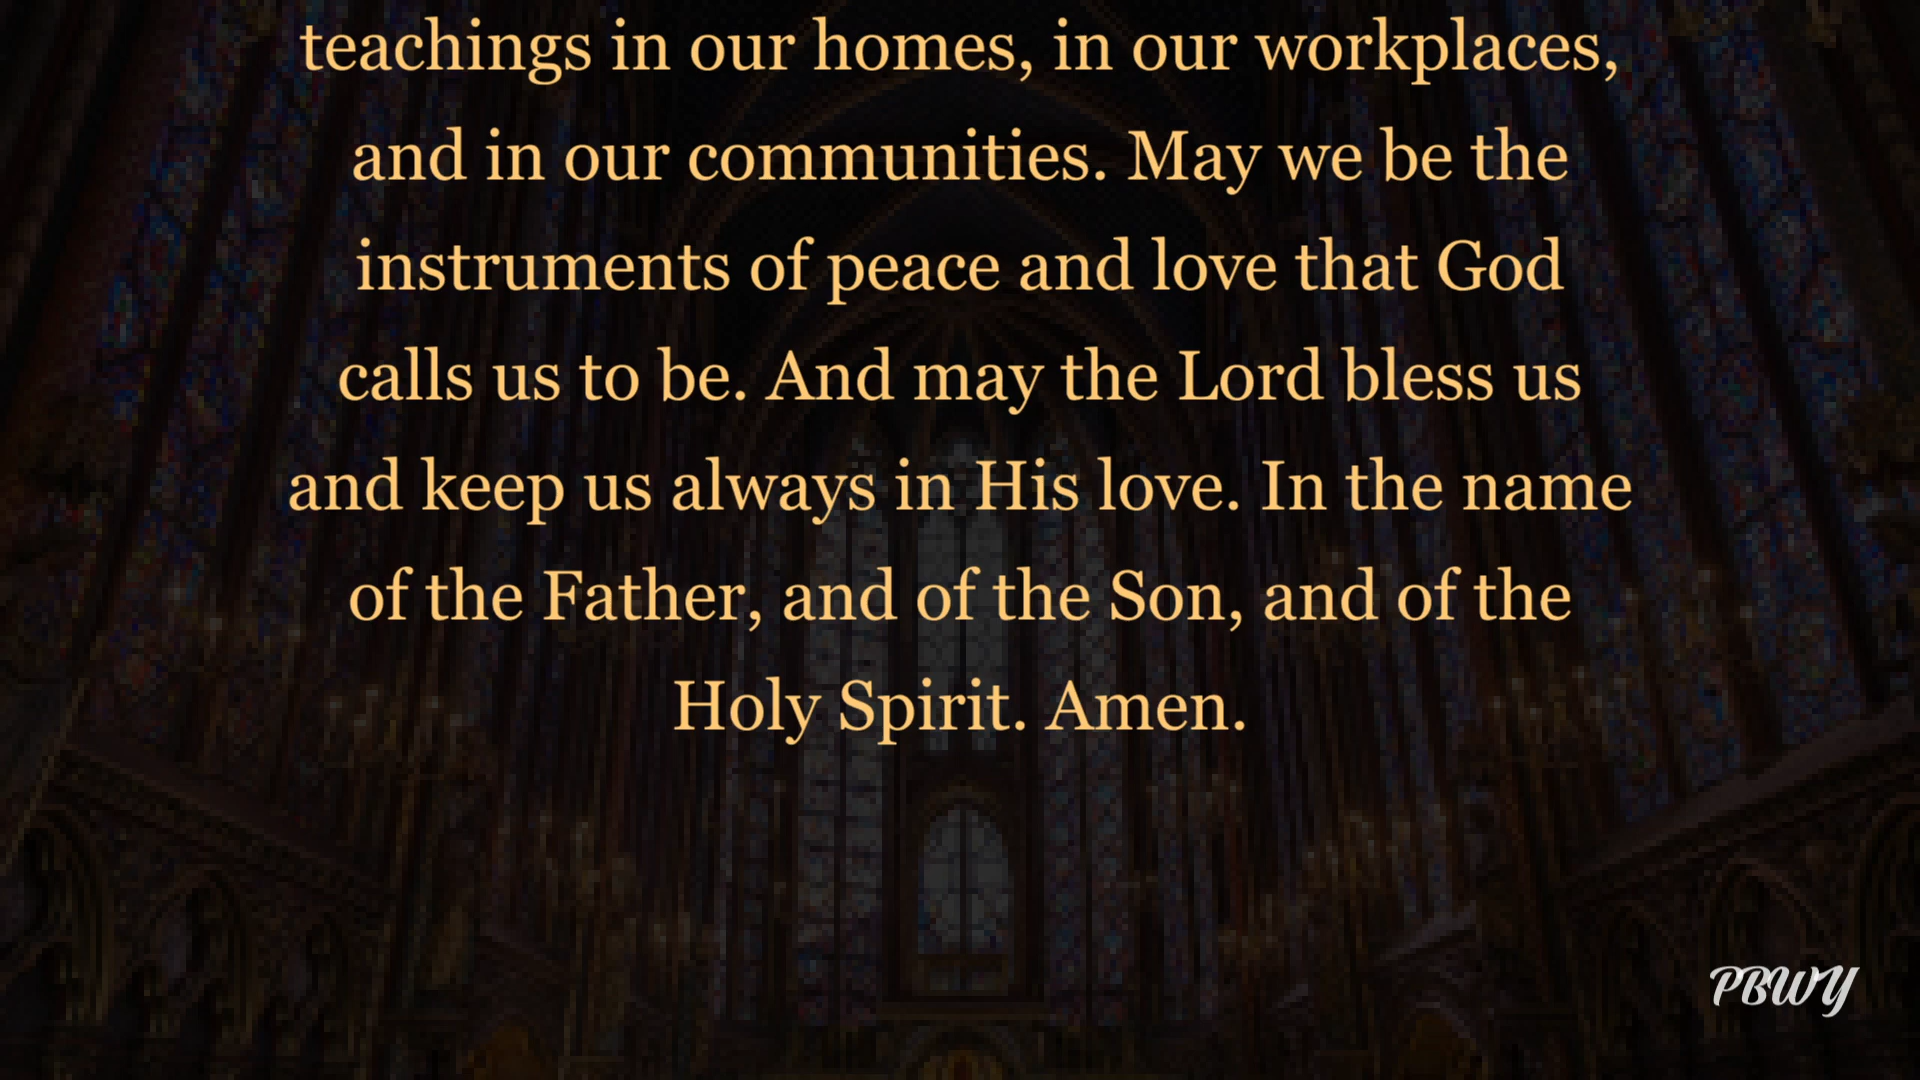 teachings in our homes, in our workplaces,
and in our communities. May we be the
instruments of peace and love that God
calls us to be. And may the Lord bless us
and keep us always in His love. In the name
of the Father, and of the Son, and of the
Holy Spirit. Amen.
PBWY